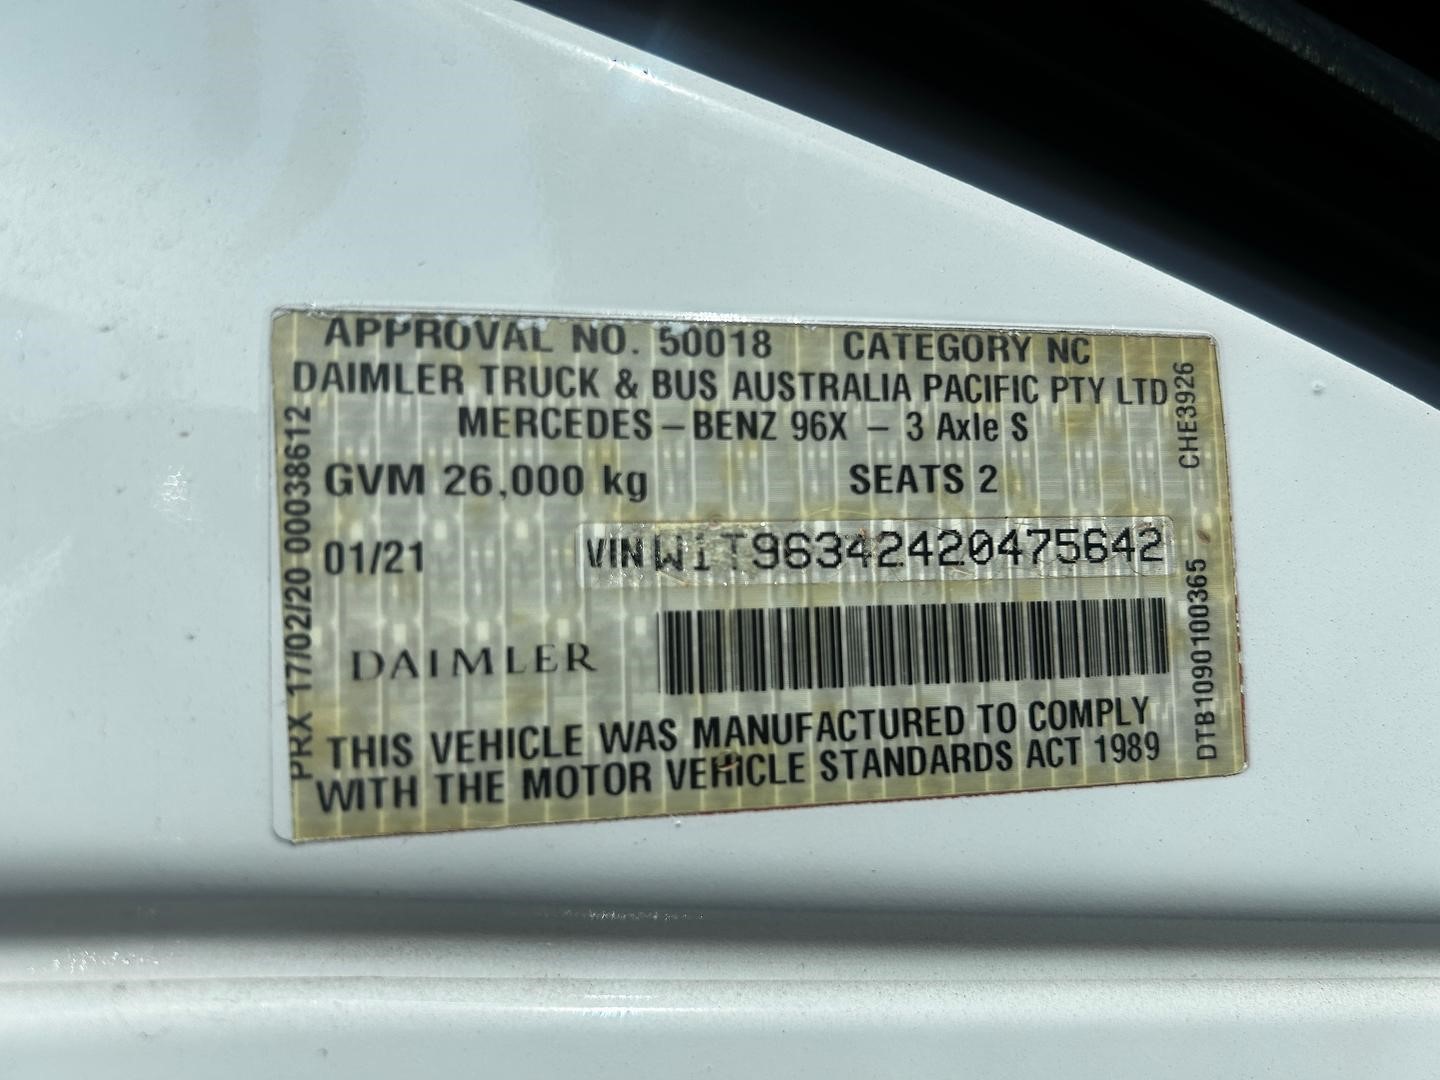 APPROVAL NO. 50018 CATEGORY NC
DAIMLER TRUCK & BUS AUSTRALIA PACIFIC PTY LTD
MERCEDES-BENZ 96X - 3 Axle S
GVM 26,000 kg SEATS 2
01/21 VIN W1T96342420475642
DAIMLER
THIS VEHICLE WAS MANUFACTURED TO COMPLY
WITH THE MOTOR VEHICLE STANDARDS ACT 1989
PRX 17/02/20 000386612
CHE3926
DTB1090100365